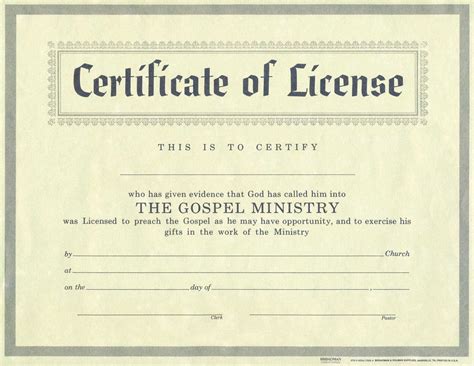 Certificate of License
THIS IS TO CERTIFY
who has given evidence that God has called him into
THE GOSPEL MINISTRY
was Licensed to preach the Gospel as he may have opportunity, and to exercise his
gifts in the work of the Ministry
by Church
at
on the day of ,
Clerk Pastor
BROADMAN